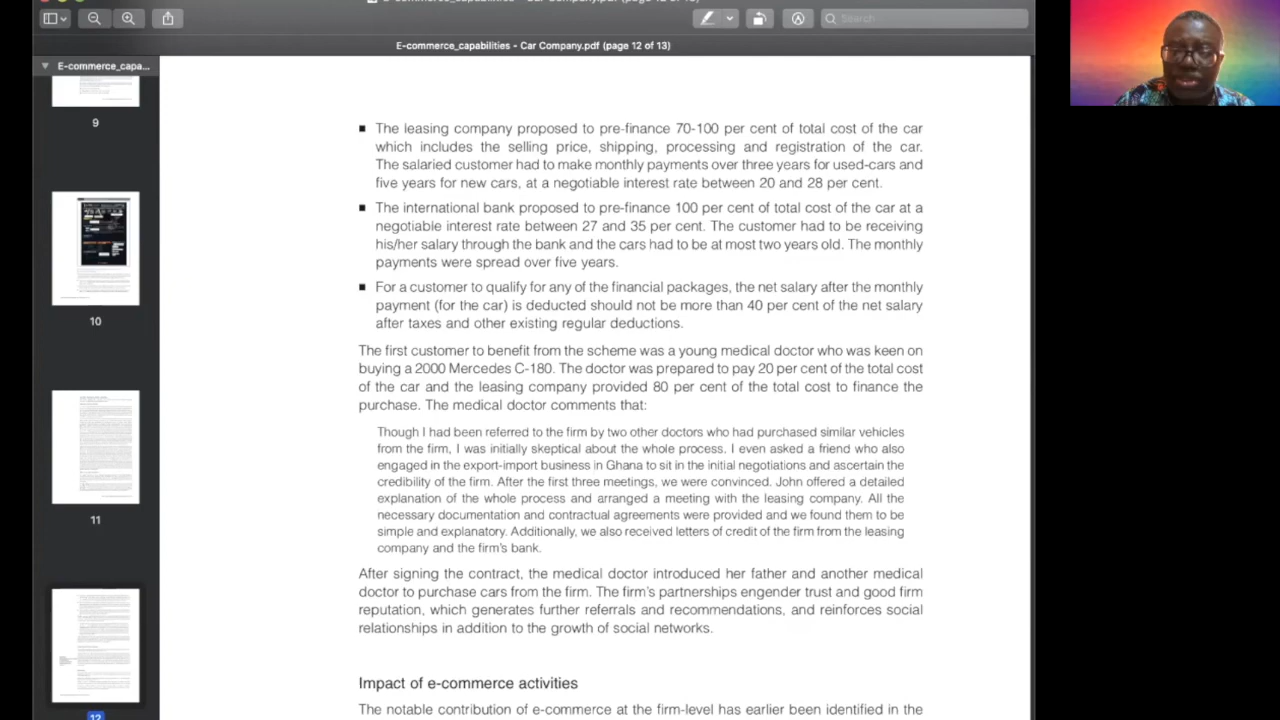 E-commerce_capabilities - Car Company.pdf (page 12 of 13)
Search
E-commerce_capabilities - Car Company.pdf (page 12 of 13)
E-commerce_capa...
9
10
11
12
■ The leasing company proposed to pre-finance 70-100 per cent of total cost of the car
which includes the selling price, shipping, processing and registration of the car.
The salaried customer had to make monthly payments over three years for used-cars and
five years for new cars, at a negotiable interest rate between 20 and 28 per cent.
■ The international bank proposed to pre-finance 100 per cent of total cost of the car at a
negotiable interest rate between 27 and 35 per cent. The customer had to be receiving
his/her salary through the bank and the cars had to be at most two years old. The monthly
payments were spread over five years.
■ For a customer to qualify for any of the financial packages, the net salary after the monthly
payment (for the car) is deducted should not be more than 40 per cent of the net salary
after taxes and other existing regular deductions.
The first customer to benefit from the scheme was a young medical doctor who was keen on
buying a 2000 Mercedes C-180. The doctor was prepared to pay 20 per cent of the total cost
of the car and the leasing company provided 80 per cent of the total cost to finance the
purchase. The medical doctor comments that:
Though I had been referred to the firm by two other doctors who had purchased similar vehicles
from the firm, I was initially skeptical about the whole process. I even asked a friend who also
engaged in the export-import business in Ghana to sit in the initial negotiations and ascertain the
credibility of the firm. After the first three meetings, we were convinced. John offered a detailed
explanation of the whole process and arranged a meeting with the leasing company. All the
necessary documentation and contractual agreements were provided and we found them to be
simple and explanatory. Additionally, we also received letters of credit of the firm from the leasing
company and the firm's bank.
After signing the contract, the medical doctor introduced her father and another medical
doctor to purchase cars from the firm. The firm's partnerships engender trust and good firm
reputation, which generates further referrals and recommendations, and reinforces social
relationships in addition to the growth of social networks.
Impact of e-commerce activities
The notable contribution of e-commerce at the firm-level has earlier been identified in the